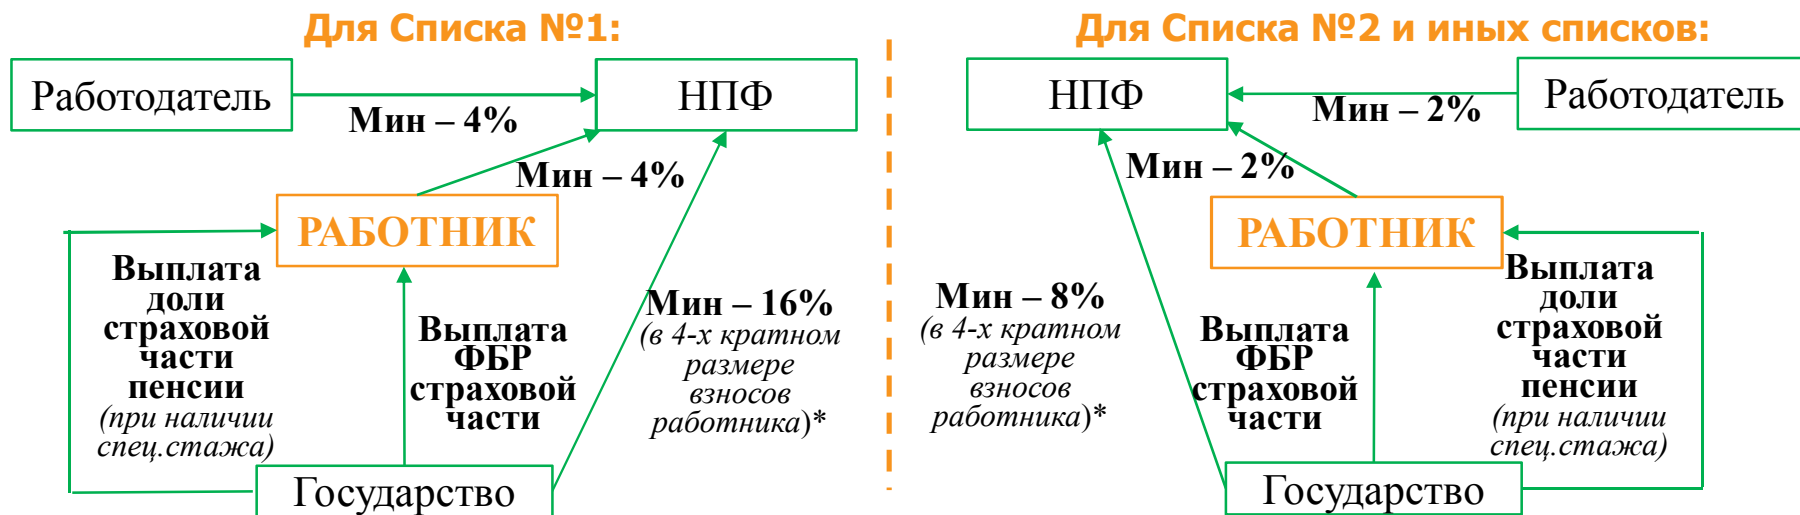 Для Списка №1:
Работодатель
НПФ
Мин – 4%
Мин – 4%
РАБОТНИК
Выплата
доли
страховой
части
пенсии
(при наличии
спец.стажа)
Выплата
ФБР
страховой
части
Мин – 16%
(в 4-х кратном
размере
взносов
работника)*
Государство
Для Списка №2 и иных списков:
НПФ
Работодатель
Мин – 2%
Мин – 2%
РАБОТНИК
Мин – 8%
(в 4-х кратном
размере
взносов
работника)*
Выплата
ФБР
страховой
части
Выплата
доли
страховой
части
пенсии
(при наличии
спец.стажа)
Государство